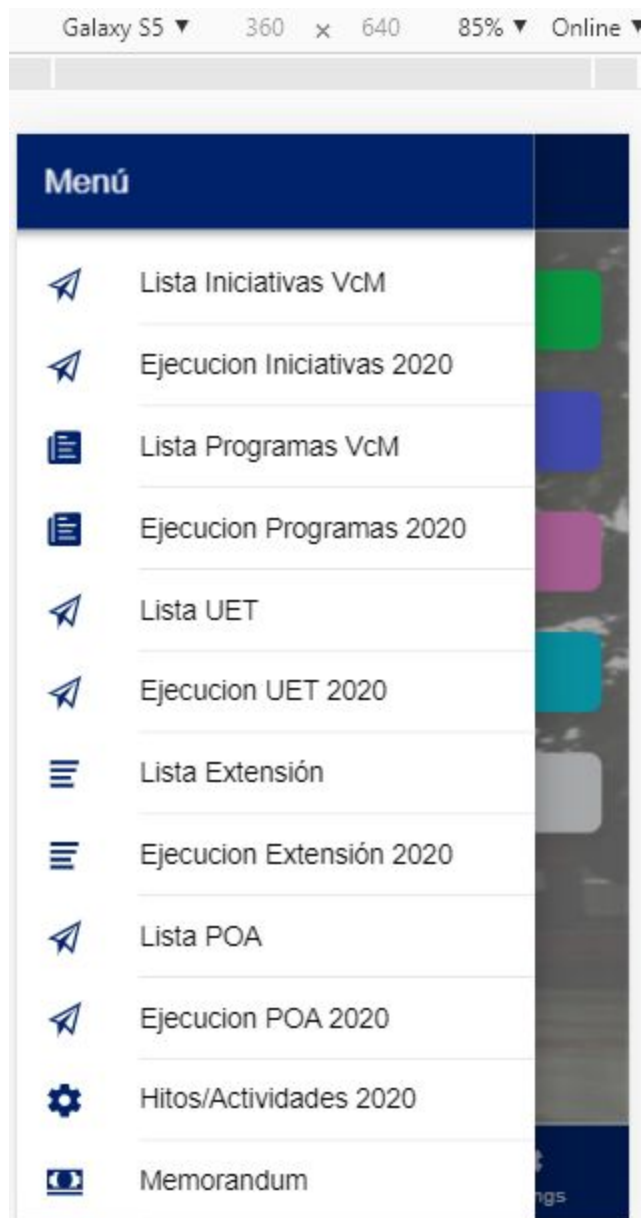 Galaxy S5 ▼ 360 x 640 85% ▼ Online ▼
Menú
Lista Iniciativas VcM
Ejecucion Iniciativas 2020
Lista Programas VcM
Ejecucion Programas 2020
Lista UET
Ejecucion UET 2020
Lista Extensión
Ejecucion Extensión 2020
Lista POA
Ejecucion POA 2020
Hitos/Actividades 2020
Memorandum
ngs